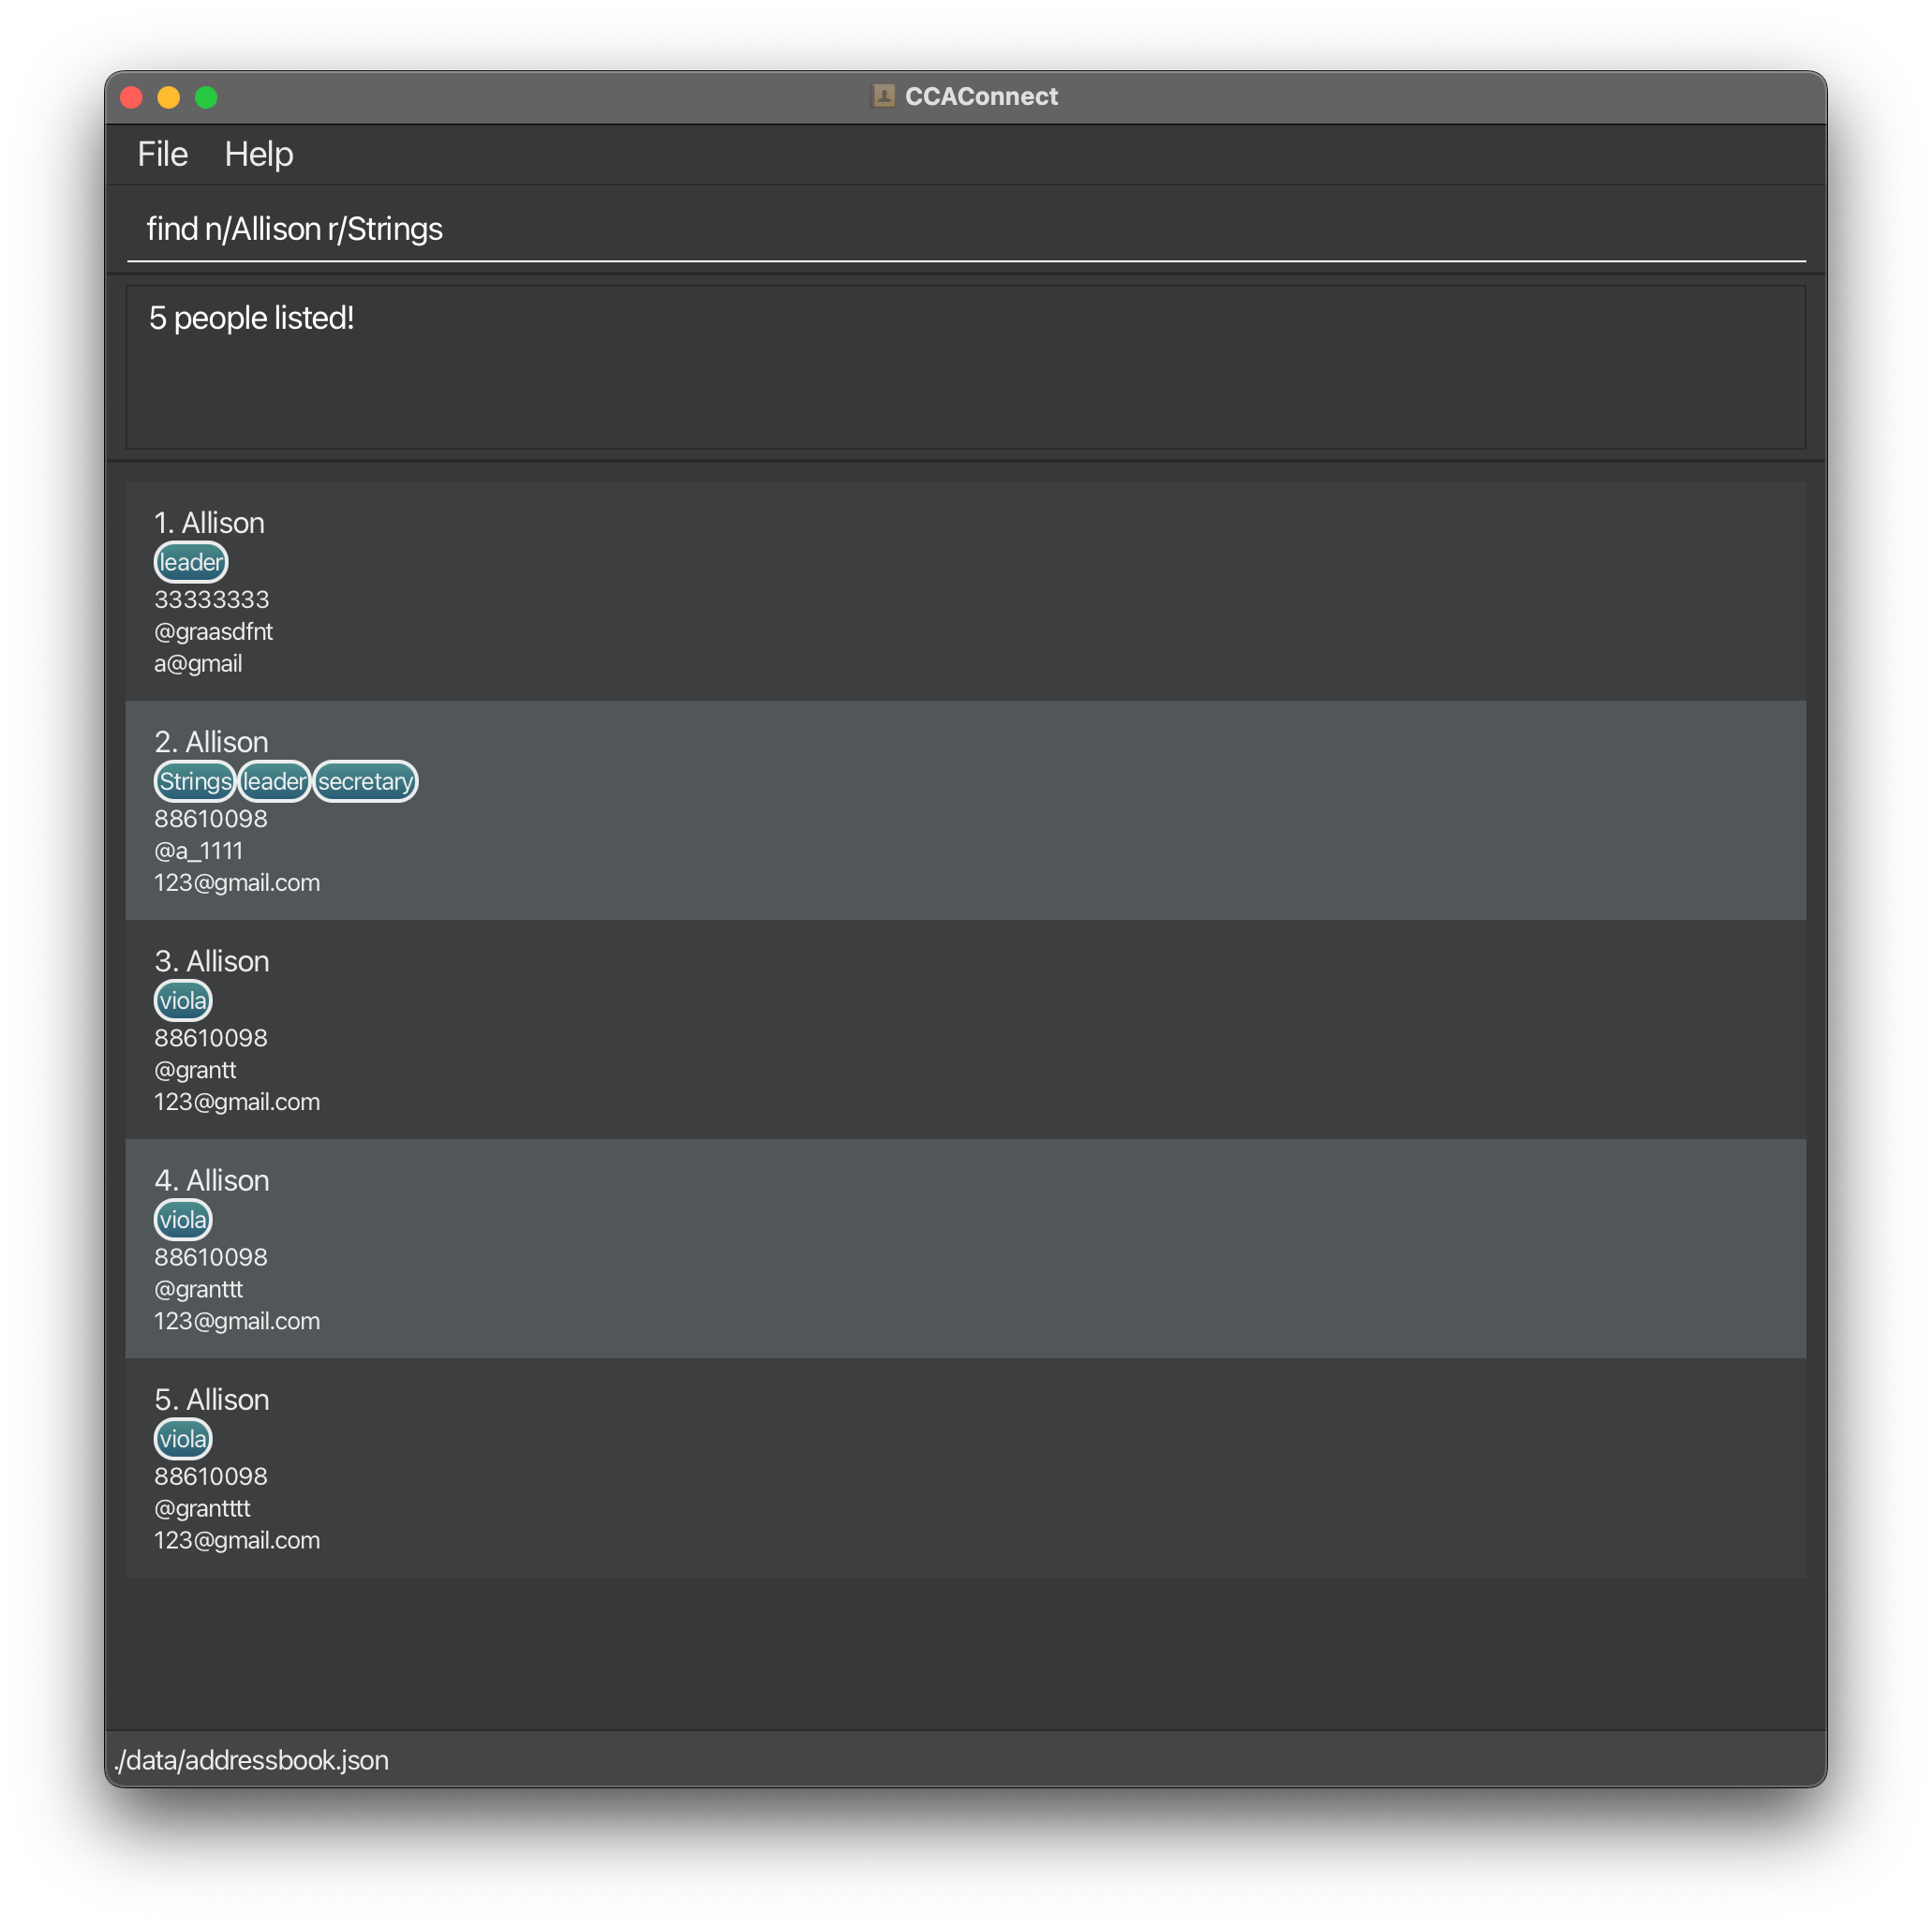 CCAConnect
File Help
find n/Allison r/Strings
5 people listed!
1. Allison
leader
33333333
@graasdfnt
a@gmail
2. Allison
Strings leader secretary
88610098
@a_1111
123@gmail.com
3. Allison
viola
88610098
@grantt
123@gmail.com
4. Allison
viola
88610098
@granttt
123@gmail.com
5. Allison
viola
88610098
@grantttt
123@gmail.com
./data/addressbook.json